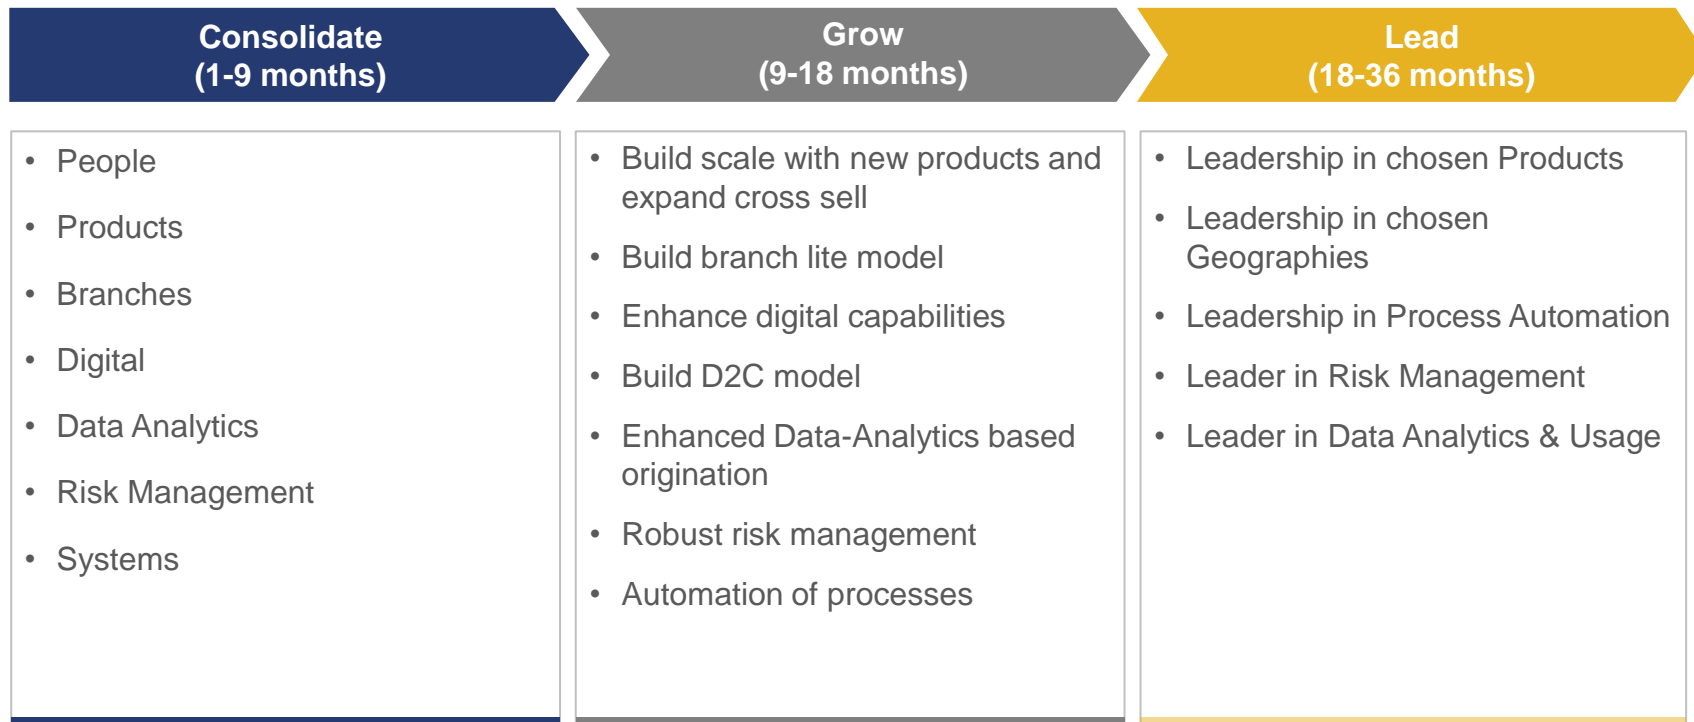 Consolidate
(1-9 months)
Grow
(9-18 months)
Lead
(18-36 months)
• People
• Products
• Branches
• Digital
• Data Analytics
• Risk Management
• Systems
• Build scale with new products and
expand cross sell
• Build branch lite model
• Enhance digital capabilities
• Build D2C model
• Enhanced Data-Analytics based
origination
• Robust risk management
• Automation of processes
• Leadership in chosen Products
• Leadership in chosen
Geographies
• Leadership in Process Automation
• Leader in Risk Management
• Leader in Data Analytics & Usage